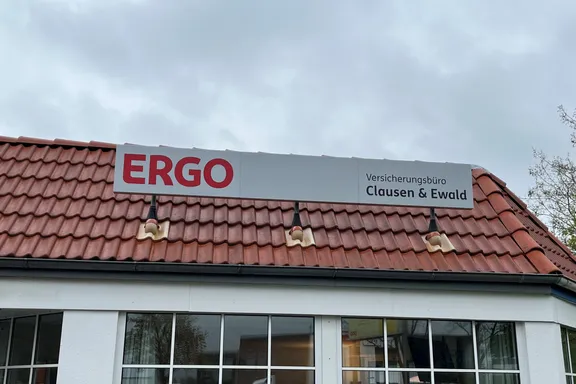 ERGO
Versicherungsbüro
Clausen & Ewald